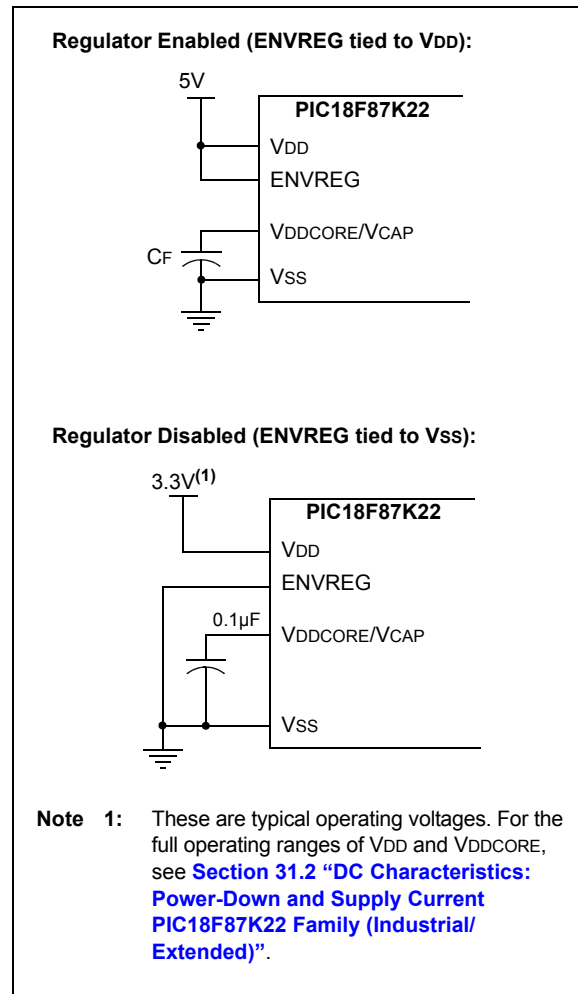 Regulator Enabled (ENVREG tied to VDD):
5V
PIC18F87K22
VDD
ENVREG
VDDCORE/VCAP
CF
VSS
Regulator Disabled (ENVREG tied to VSS):
3.3V(1)
PIC18F87K22
VDD
ENVREG
0.1µF
VDDCORE/VCAP
VSS
Note 1: These are typical operating voltages. For the
full operating ranges of VDD and VDDCORE,
see Section 31.2 “DC Characteristics:
Power-Down and Supply Current
PIC18F87K22 Family (Industrial/
Extended)”.